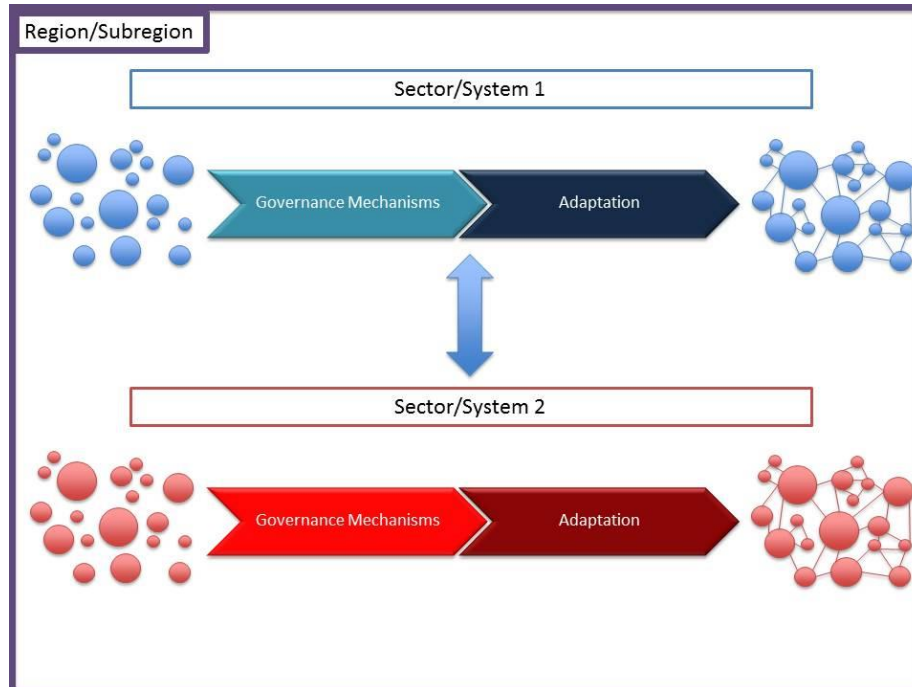 Region/Subregion
Sector/System 1
Governance Mechanisms
Adaptation
Sector/System 2
Governance Mechanisms
Adaptation